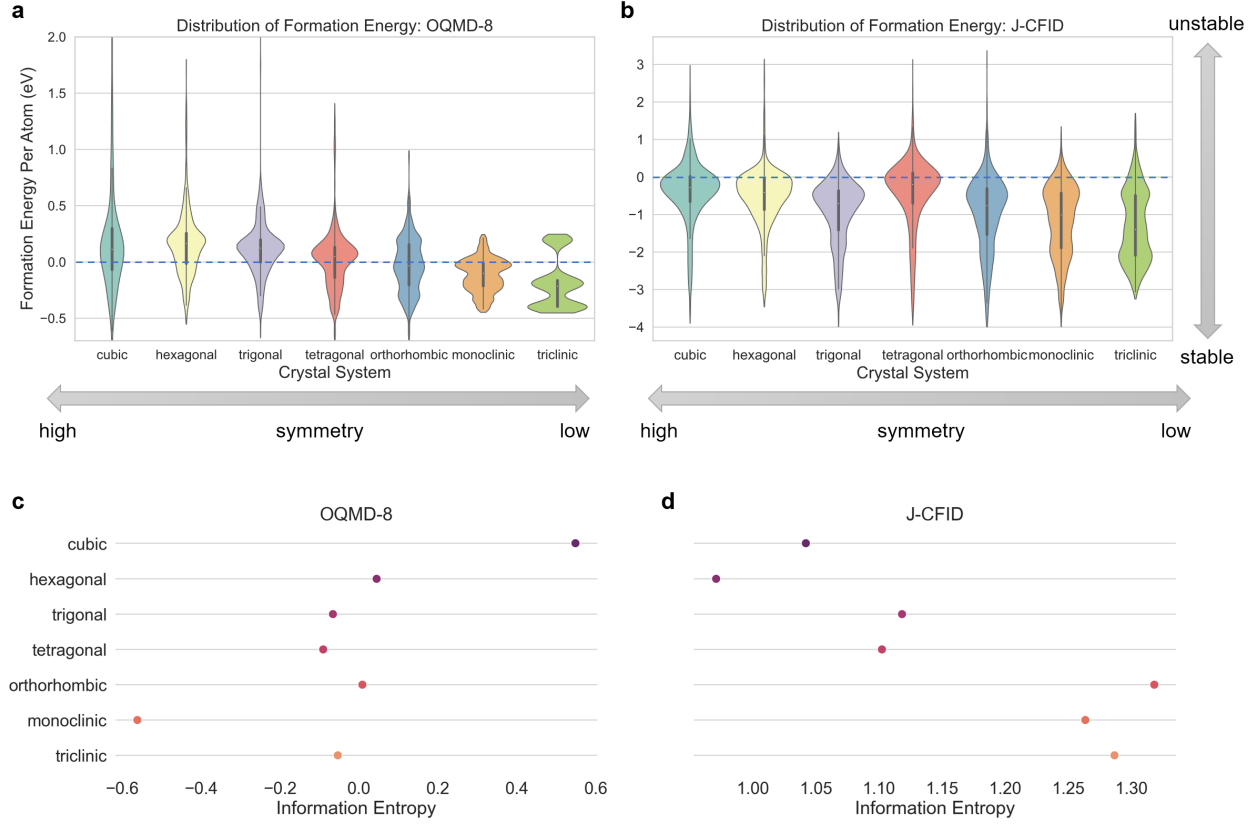 a
Distribution of Formation Energy: OQMD-8
Formation Energy Per Atom (eV)
2.0
1.5
1.0
0.5
0.0
−0.5
cubic hexagonal trigonal tetragonal orthorhombic monoclinic triclinic
Crystal System
high symmetry low
b
Distribution of Formation Energy: J-CFID
3
2
1
0
−1
−2
−3
−4
cubic hexagonal trigonal tetragonal orthorhombic monoclinic triclinic
Crystal System
high symmetry low
unstable
stable
c
OQMD-8
cubic
hexagonal
trigonal
tetragonal
orthorhombic
monoclinic
triclinic
−0.6 −0.4 −0.2 0.0 0.2 0.4 0.6
Information Entropy
d
J-CFID
1.00 1.05 1.10 1.15 1.20 1.25 1.30
Information Entropy